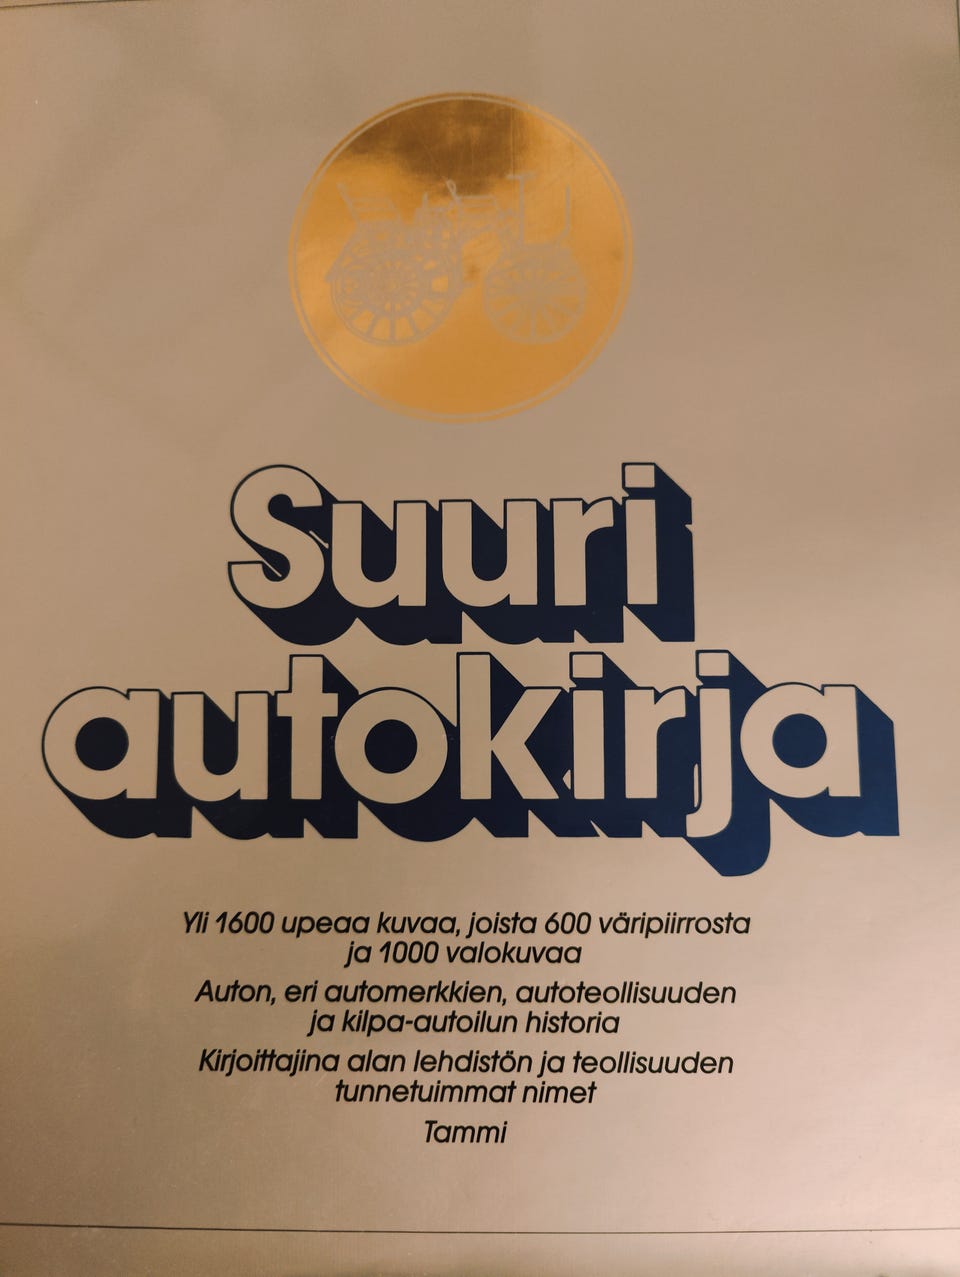 Suuri
autokirja
Yli 1600 upeaa kuvaa, joista 600 väripiirrosta
ja 1000 valokuvaa
Auton, eri automerkkien, autoteollisuuden
ja kilpa-autoilun historia
Kirjoittajina alan lehdistön ja teollisuuden
tunnetuimmat nimet
Tammi